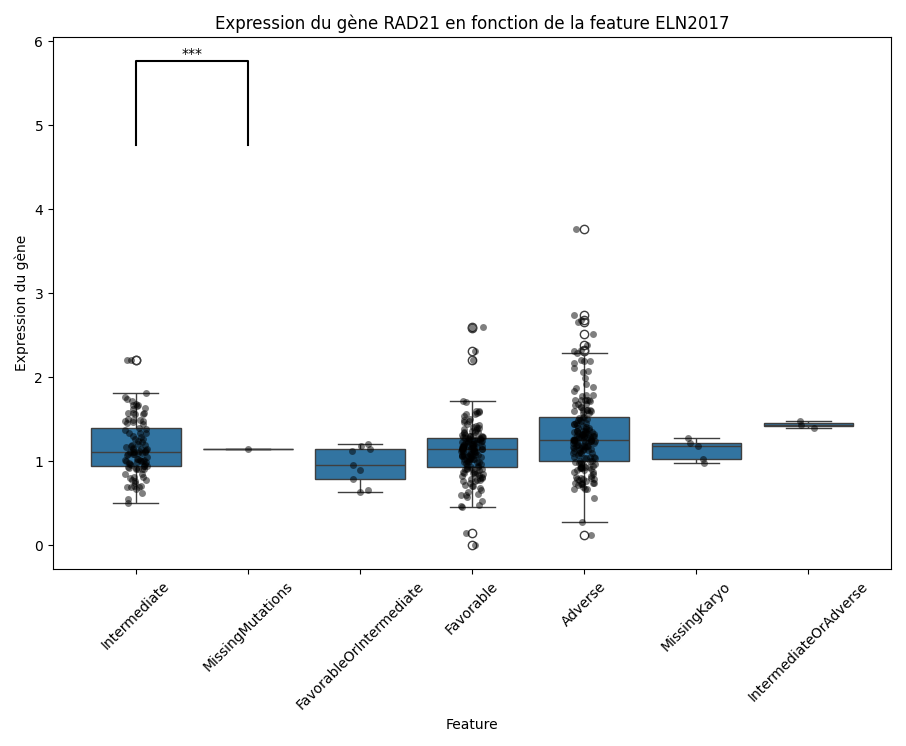 Expression du gène RAD21 en fonction de la feature ELN2017
***
Expression du gène
6
5
4
3
2
1
0
Intermediate
MissingMutations
FavorableOrIntermediate
Favorable
Adverse
MissingKaryo
IntermediateOrAdverse
Feature